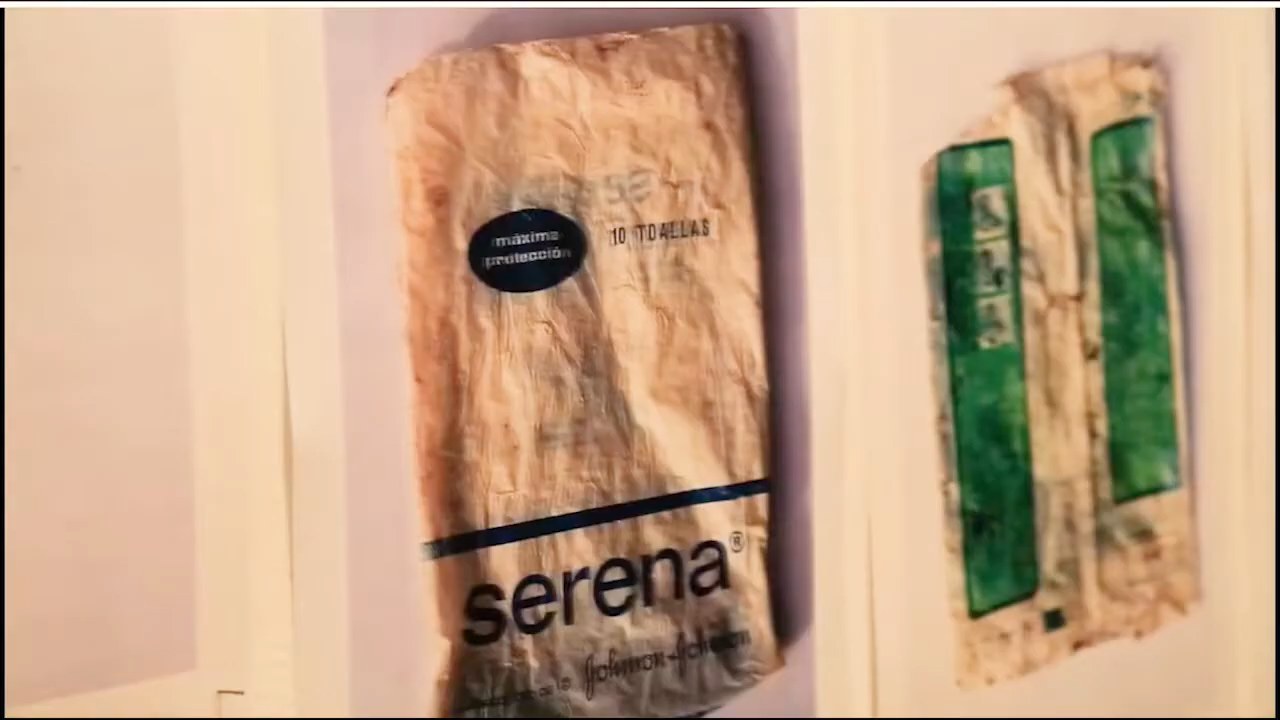 máxima
protección
10 TOALLAS
serena®
Johnson-Johnson